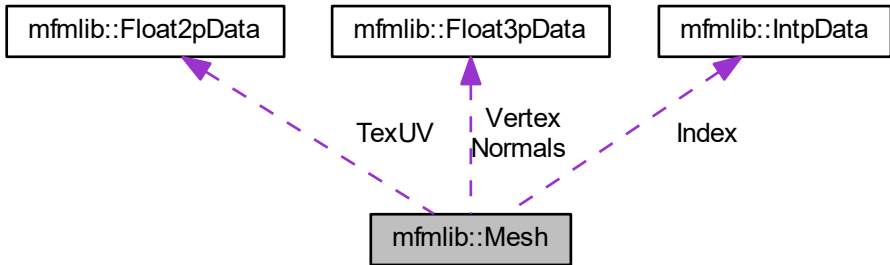 mfmlib::Float2pData
mfmlib::Float3pData
mfmlib::IntpData
TexUV
Vertex
Normals
Index
mfmlib::Mesh